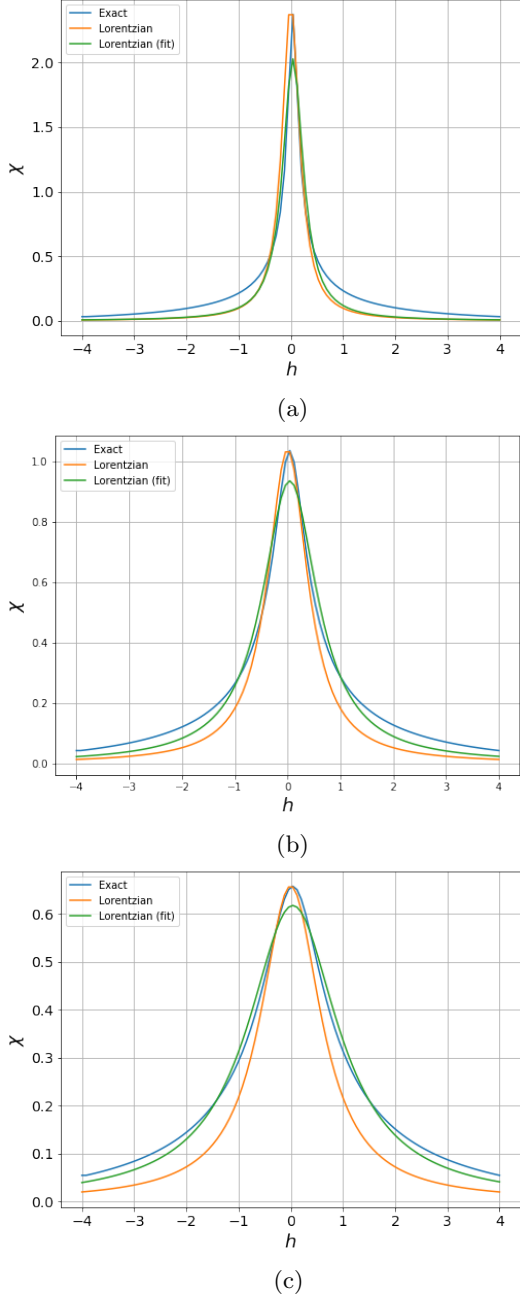 Exact
Lorentzian
Lorentzian (fit)
2.0
1.5
1.0
0.5
0.0
χ
−4 −3 −2 −1 0 1 2 3 4
h
(a)
Exact
Lorentzian
Lorentzian (fit)
1.0
0.8
0.6
0.4
0.2
0.0
χ
−4 −3 −2 −1 0 1 2 3 4
h
(b)
Exact
Lorentzian
Lorentzian (fit)
0.6
0.5
0.4
0.3
0.2
0.1
0.0
χ
−4 −3 −2 −1 0 1 2 3 4
h
(c)